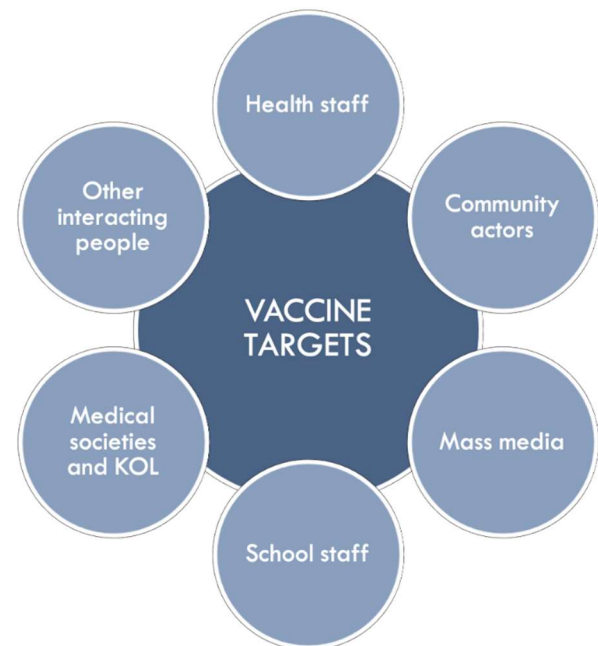 Health staff
Other
interacting
people
Community
actors
VACCINE
TARGETS
Medical
societies
and KOL
Mass media
School staff